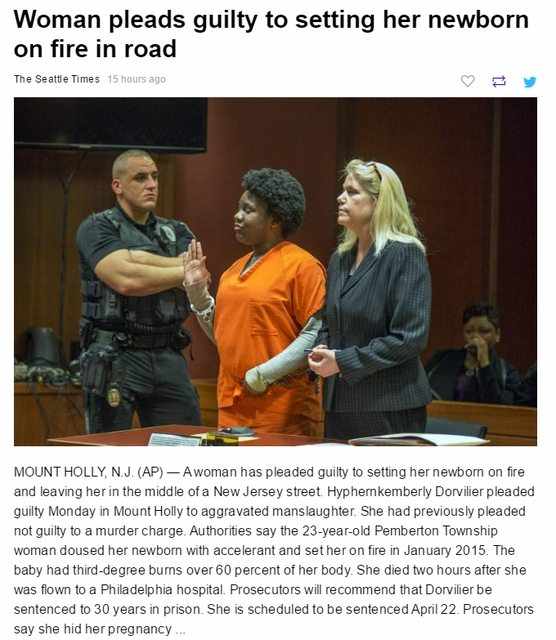 Woman pleads guilty to setting her newborn
on fire in road
The Seattle Times 15 hours ago
MOUNT HOLLY, N.J. (AP) — A woman has pleaded guilty to setting her newborn on fire
and leaving her in the middle of a New Jersey street. Hyphernkemberly Dorvilier pleaded
guilty Monday in Mount Holly to aggravated manslaughter. She had previously pleaded
not guilty to a murder charge. Authorities say the 23-year-old Pemberton Township
woman doused her newborn with accelerant and set her on fire in January 2015. The
baby had third-degree burns over 60 percent of her body. She died two hours after she
was flown to a Philadelphia hospital. Prosecutors will recommend that Dorvilier be
sentenced to 30 years in prison. She is scheduled to be sentenced April 22. Prosecutors
say she hid her pregnancy ...